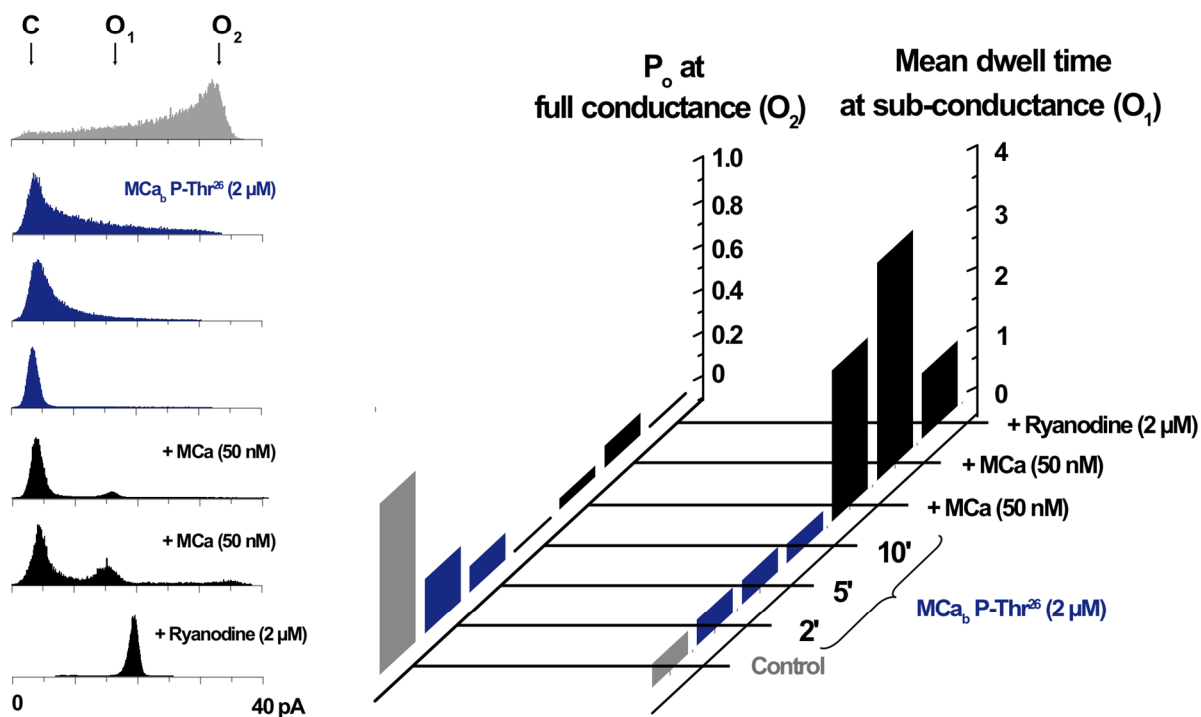 C O₁ O₂
MCa_b P-Thr²⁶ (2 µM)
+ MCa (50 nM)
+ MCa (50 nM)
+ Ryanodine (2 µM)
0 40 pA
P_o at
full conductance (O₂)
1.0
0.8
0.6
0.4
0.2
0
Mean dwell time
at sub-conductance (O₁)
4
3
2
1
0
+ Ryanodine (2 µM)
+ MCa (50 nM)
+ MCa (50 nM)
10'
5'
2'
MCa_b P-Thr²⁶ (2 µM)
Control